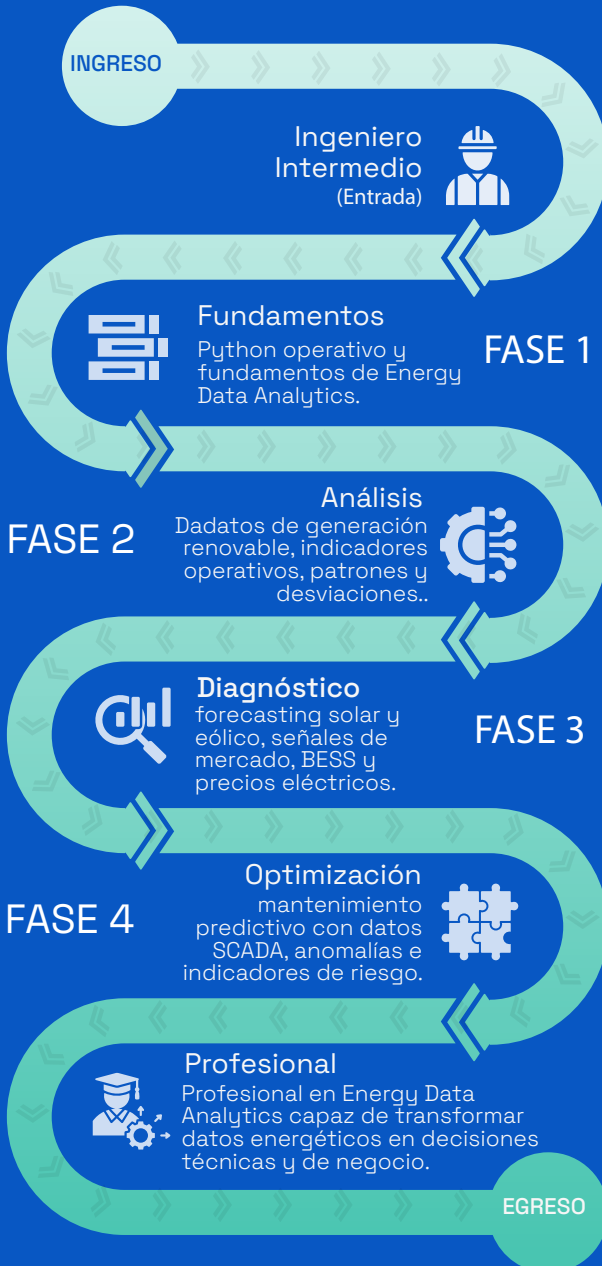 INGRESO
Ingeniero
Intermedio
(Entrada)
Fundamentos
Python operativo y
fundamentos de Energy
Data Analytics.
FASE 1
Análisis
Dadatos de generación
renovable, indicadores
operativos, patrones y
desviaciones..
FASE 2
Diagnóstico
forecasting solar y
eólico, señales de
mercado, BESS y
precios eléctricos.
FASE 3
Optimización
mantenimiento
predictivo con datos
SCADA, anomalías e
indicadores de riesgo.
FASE 4
Profesional
Profesional en Energy Data
Analytics capaz de transformar
datos energéticos en decisiones
técnicas y de negocio.
EGRESO